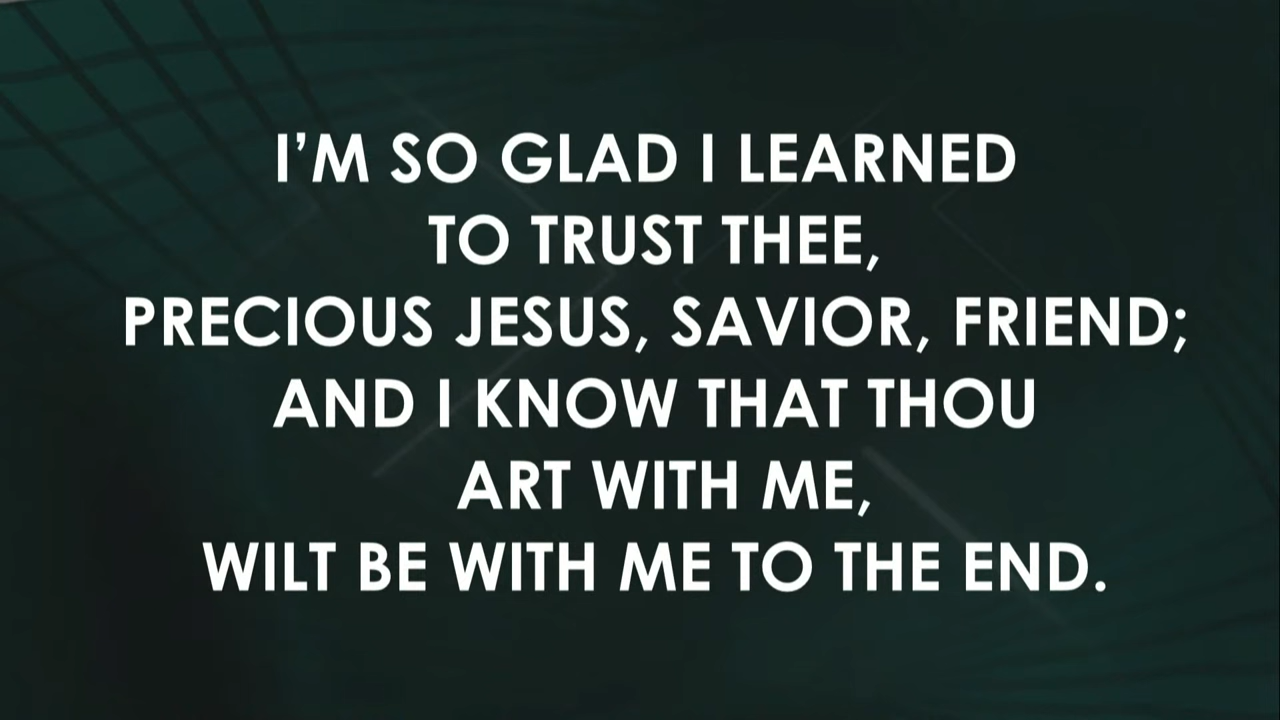 I’M SO GLAD I LEARNED
TO TRUST THEE,
PRECIOUS JESUS, SAVIOR, FRIEND;
AND I KNOW THAT THOU
ART WITH ME,
WILT BE WITH ME TO THE END.